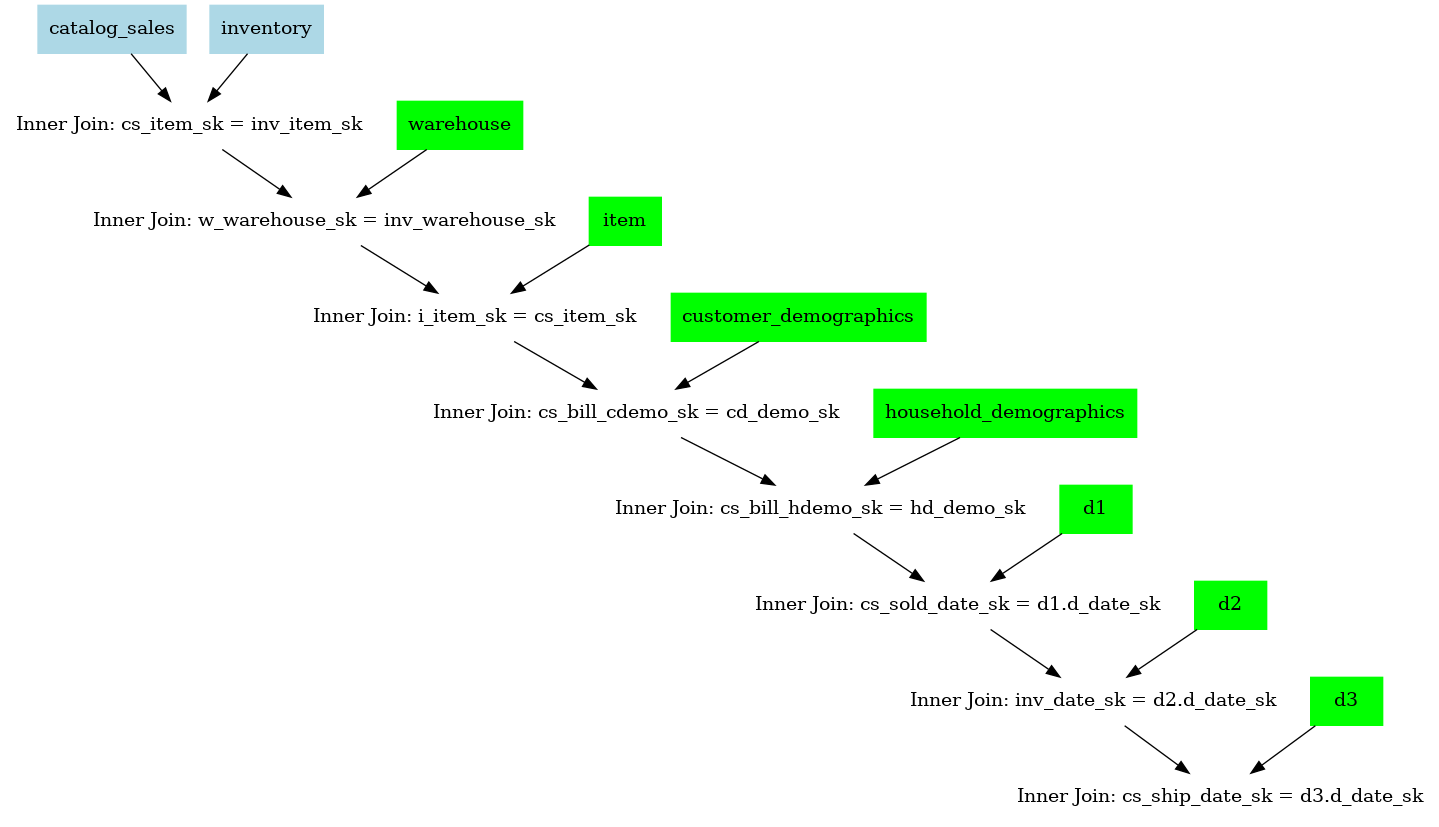 catalog_sales
inventory
Inner Join: cs_item_sk = inv_item_sk
warehouse
Inner Join: w_warehouse_sk = inv_warehouse_sk
item
Inner Join: i_item_sk = cs_item_sk
customer_demographics
Inner Join: cs_bill_cdemo_sk = cd_demo_sk
household_demographics
Inner Join: cs_bill_hdemo_sk = hd_demo_sk
d1
Inner Join: cs_sold_date_sk = d1.d_date_sk
d2
Inner Join: inv_date_sk = d2.d_date_sk
d3
Inner Join: cs_ship_date_sk = d3.d_date_sk